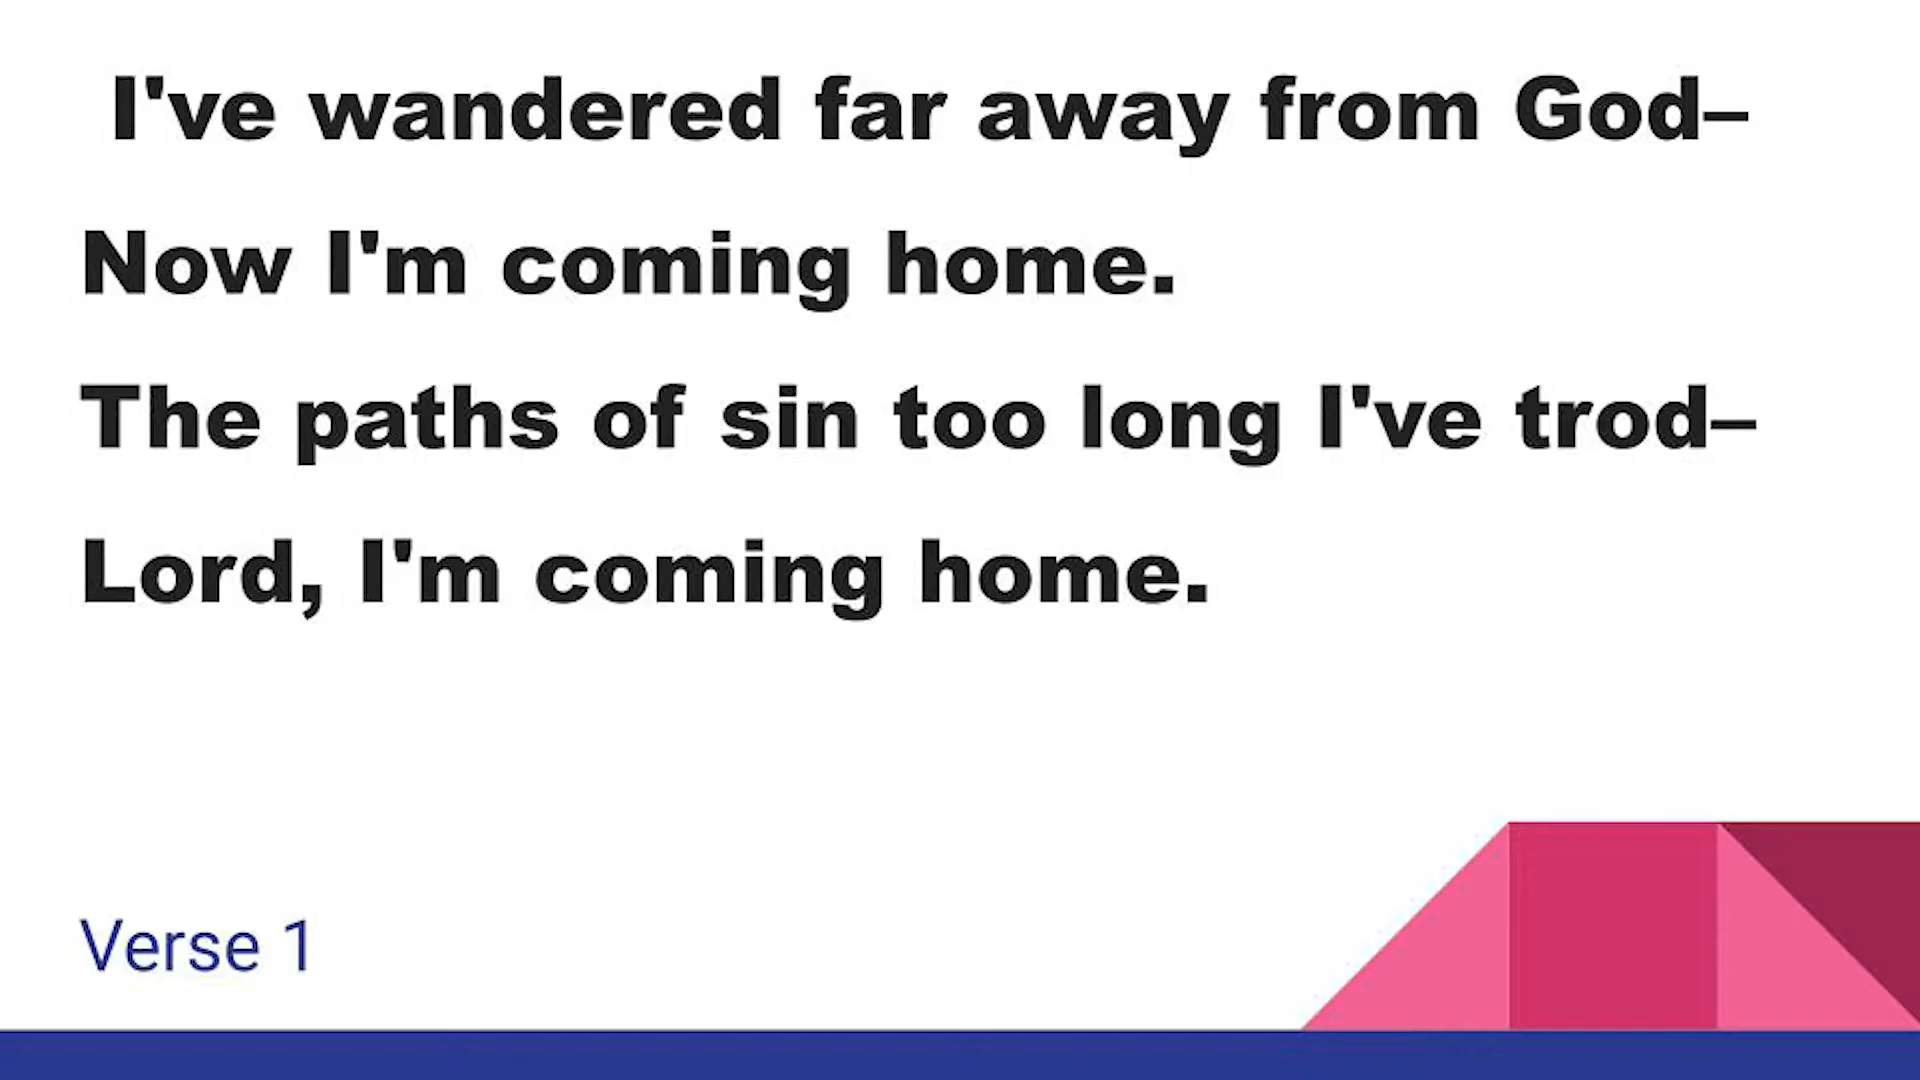 I've wandered far away from God–
Now I'm coming home.
The paths of sin too long I've trod–
Lord, I'm coming home.
Verse 1